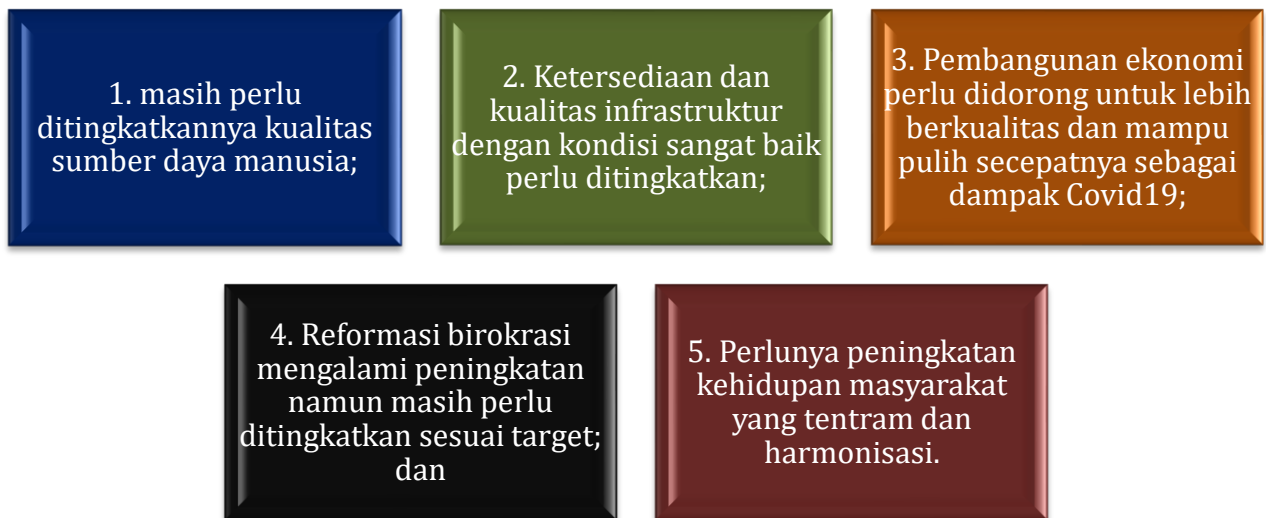 1. masih perlu
ditingkatkannya kualitas
sumber daya manusia;
2. Ketersediaan dan
kualitas infrastruktur
dengan kondisi sangat baik
perlu ditingkatkan;
3. Pembangunan ekonomi
perlu didorong untuk lebih
berkualitas dan mampu
pulih secepatnya sebagai
dampak Covid19;
4. Reformasi birokrasi
mengalami peningkatan
namun masih perlu
ditingkatkan sesuai target;
dan
5. Perlunya peningkatan
kehidupan masyarakat
yang tentram dan
harmonisasi.